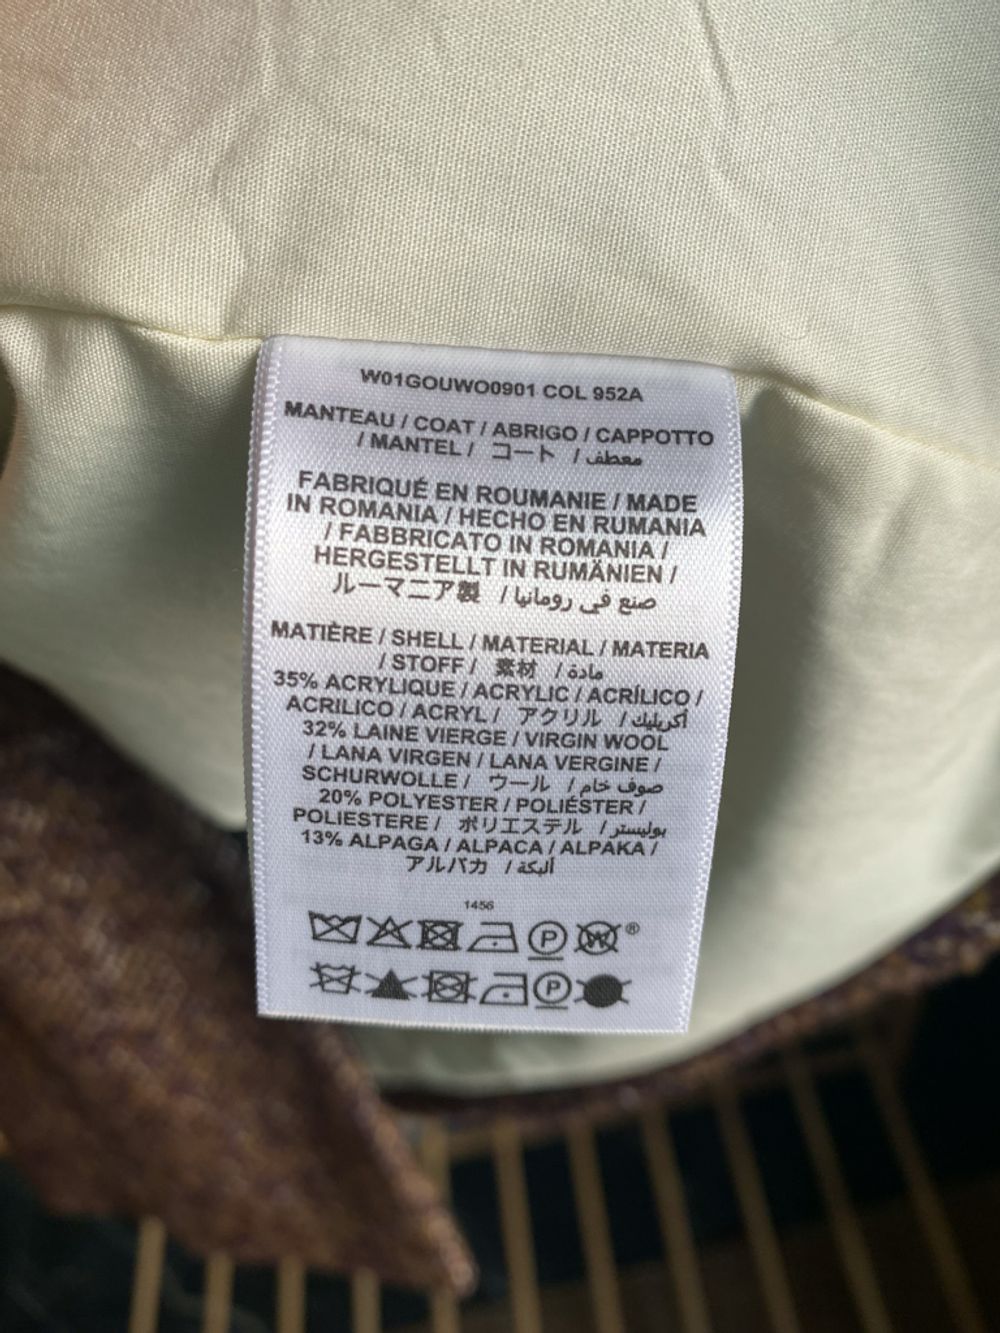 W01GOUWO0901 COL 952A
MANTEAU / COAT / ABRIGO / CAPPOTTO
/ MANTEL / コート / معطف
FABRIQUÉ EN ROUMANIE / MADE
IN ROMANIA / HECHO EN RUMANIA
/ FABBRICATO IN ROMANIA /
HERGESTELLT IN RUMÄNIEN /
ルーマニア製 / صنع في رومانيا
MATIÈRE / SHELL / MATERIAL / MATERIA
/ STOFF / 素材 / مادة
35% ACRYLIQUE / ACRYLIC / ACRÍLICO /
ACRILICO / ACRYL / アクリル / اكريليك
32% LAINE VIERGE / VIRGIN WOOL
/ LANA VIRGEN / LANA VERGINE /
SCHURWOLLE / ウール / صوف خام
20% POLYESTER / POLIÉSTER /
POLIESTERE / ポリエステル / بوليستر
13% ALPAGA / ALPACA / ALPAKA /
アルパカ / البكة
1456
P W ®
P